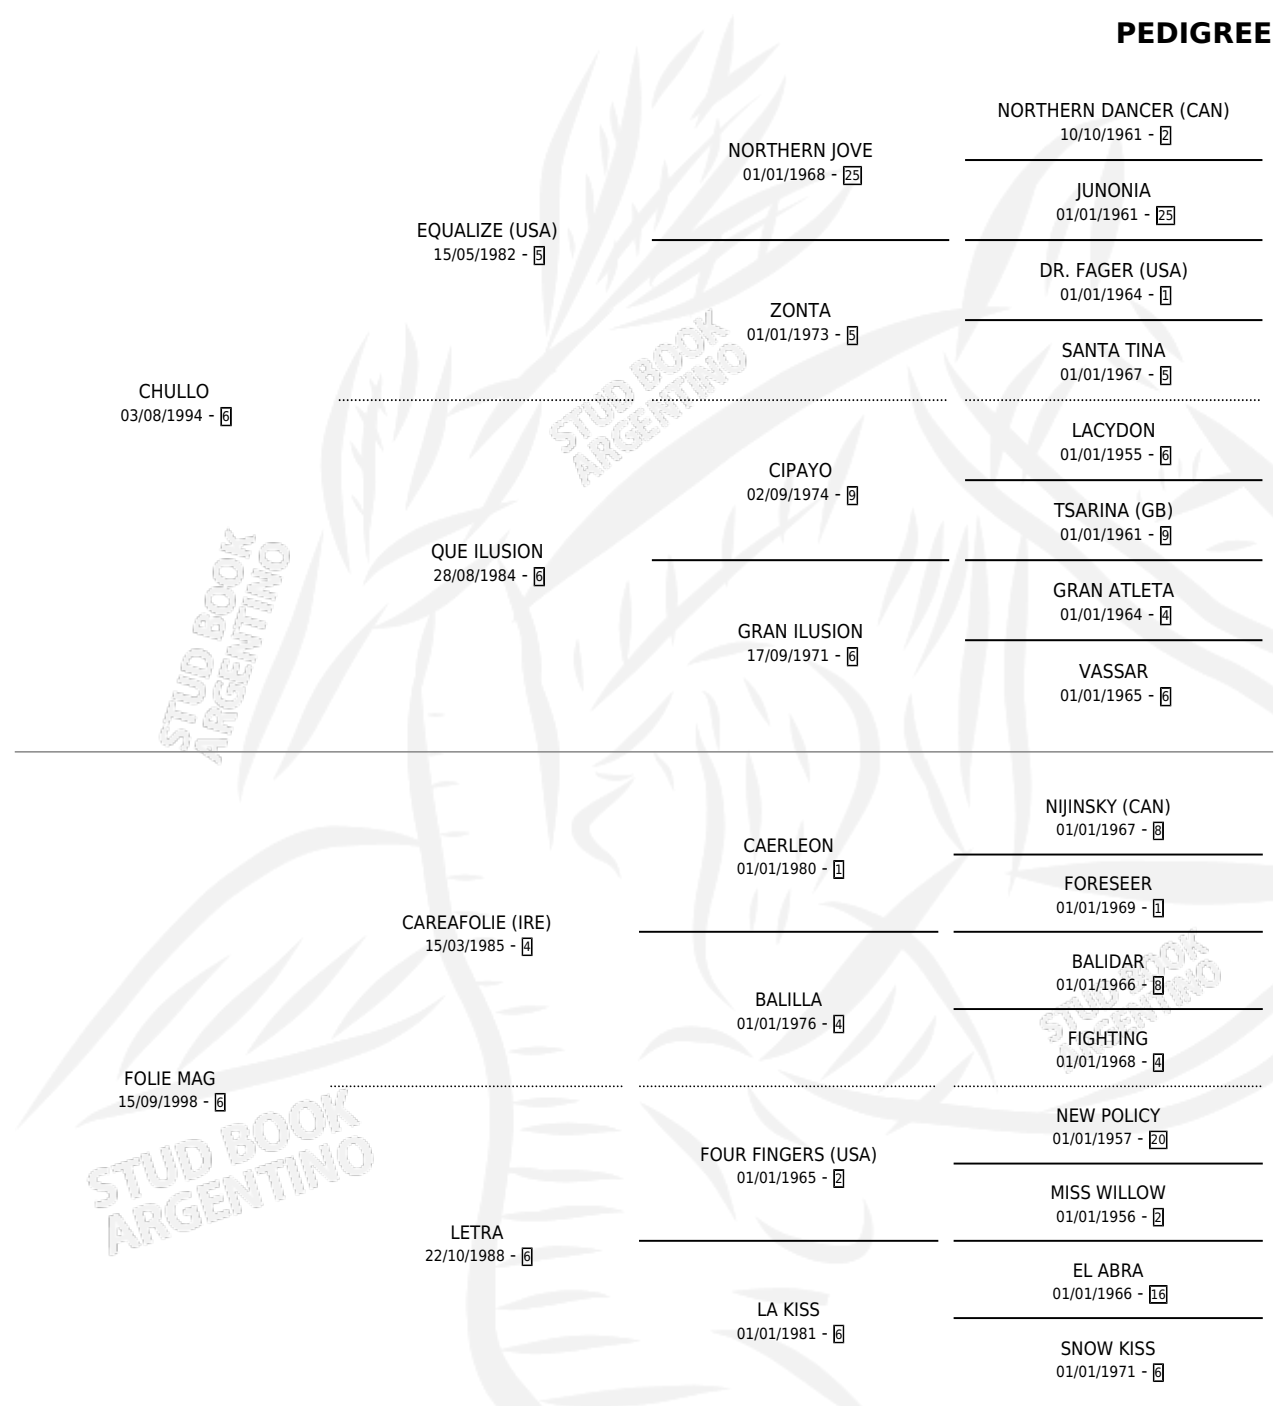 PEDIGREE
NORTHERN DANCER (CAN)
10/10/1961 - 2
NORTHERN JOVE
01/01/1968 - 25
JUNONIA
01/01/1961 - 25
EQUALIZE (USA)
15/05/1982 - 5
DR. FAGER (USA)
01/01/1964 - 1
ZONTA
01/01/1973 - 5
SANTA TINA
01/01/1967 - 5
CHULLO
03/08/1994 - 6
LACYDON
01/01/1955 - 6
CIPAYO
02/09/1974 - 9
TSARINA (GB)
01/01/1961 - 9
QUE ILUSION
28/08/1984 - 6
GRAN ATLETA
01/01/1964 - 4
GRAN ILUSION
17/09/1971 - 6
VASSAR
01/01/1965 - 6
NIJINSKY (CAN)
01/01/1967 - 8
CAERLEON
01/01/1980 - 1
FORESEER
01/01/1969 - 1
CAREAFOLIE (IRE)
15/03/1985 - 4
BALIDAR
01/01/1966 - 8
BALILLA
01/01/1976 - 4
FIGHTING
01/01/1968 - 4
FOLIE MAG
15/09/1998 - 6
NEW POLICY
01/01/1957 - 20
FOUR FINGERS (USA)
01/01/1965 - 2
MISS WILLOW
01/01/1956 - 2
LETRA
22/10/1988 - 6
EL ABRA
01/01/1966 - 16
LA KISS
01/01/1981 - 6
SNOW KISS
01/01/1971 - 6
STUD BOOK
ARGENTINO
STUD BOOK
ARGENTINO
STUD BOOK
ARGENTINO
STUD BOOK
ARGENTINO